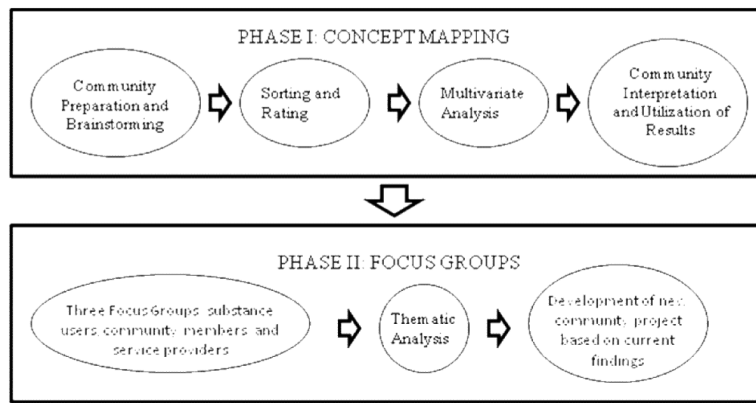 PHASE I: CONCEPT MAPPING
Community
Preparation and
Brainstorming
Sorting and
Rating
Multivariate
Analysis
Community
Interpretation
and Utilization of
Results
PHASE II: FOCUS GROUPS
Three Focus Groups substance
users, community members and
service providers
Thematic
Analysis
Development of new
community project
based on current
findings